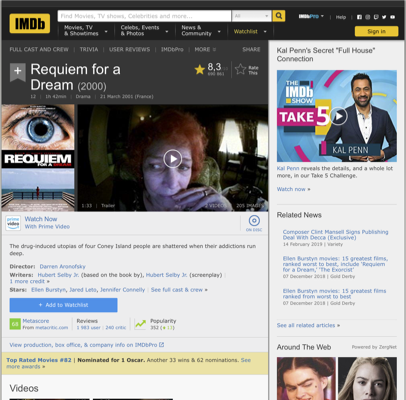 IMDb
Find Movies, TV shows, Celebrities and more...
All
IMDbPro
Help
Movies, TV & Showtimes
Celebs, Events & Photos
News & Community
Watchlist
Sign in
FULL CAST AND CREW | TRIVIA | USER REVIEWS | IMDbPro | MORE
SHARE
Requiem for a
Dream (2000)
8,3
Rate This
12 | 1h 42min | Drama | 21 March 2001 (France)
REQUIEM
FOR A DREAM
1:33 | Trailer
2 VIDEOS | 205 IMAGES
prime video
Watch Now
With Prime Video
ON DISC
The drug-induced utopias of four Coney Island people are shattered when their addictions run
deep.
Director: Darren Aronofsky
Writers: Hubert Selby Jr. (based on the book by), Hubert Selby Jr. (screenplay) |
1 more credit »
Stars: Ellen Burstyn, Jared Leto, Jennifer Connelly | See full cast & crew »
+ Add to Watchlist
Metascore
From metacritic.com
Reviews
1 983 user | 240 critic
Popularity
352
View production, box office, & company info on IMDbPro
Top Rated Movies #82 | Nominated for 1 Oscar. Another 33 wins & 62 nominations. See
more awards »
Videos
Kal Penn's Secret "Full House"
Connection
THE IMDb SHOW
TAKE 5
KAL PENN
Kal Penn reveals the details, and a whole lot
more, in our Take 5 Challenge.
Watch now »
Related News
Composer Clint Mansell Signs Publishing
Deal With Decca (Exclusive)
14 February 2019 | Variety
Ellen Burstyn movies: 15 greatest films,
ranked worst to best, include 'Requiem
for a Dream,' 'The Exorcist'
07 December 2018 | Gold Derby
Ellen Burstyn movies: 15 greatest films
ranked from worst to best
07 December 2018 | Gold Derby
See all related articles »
Around The Web
Powered by ZergNet